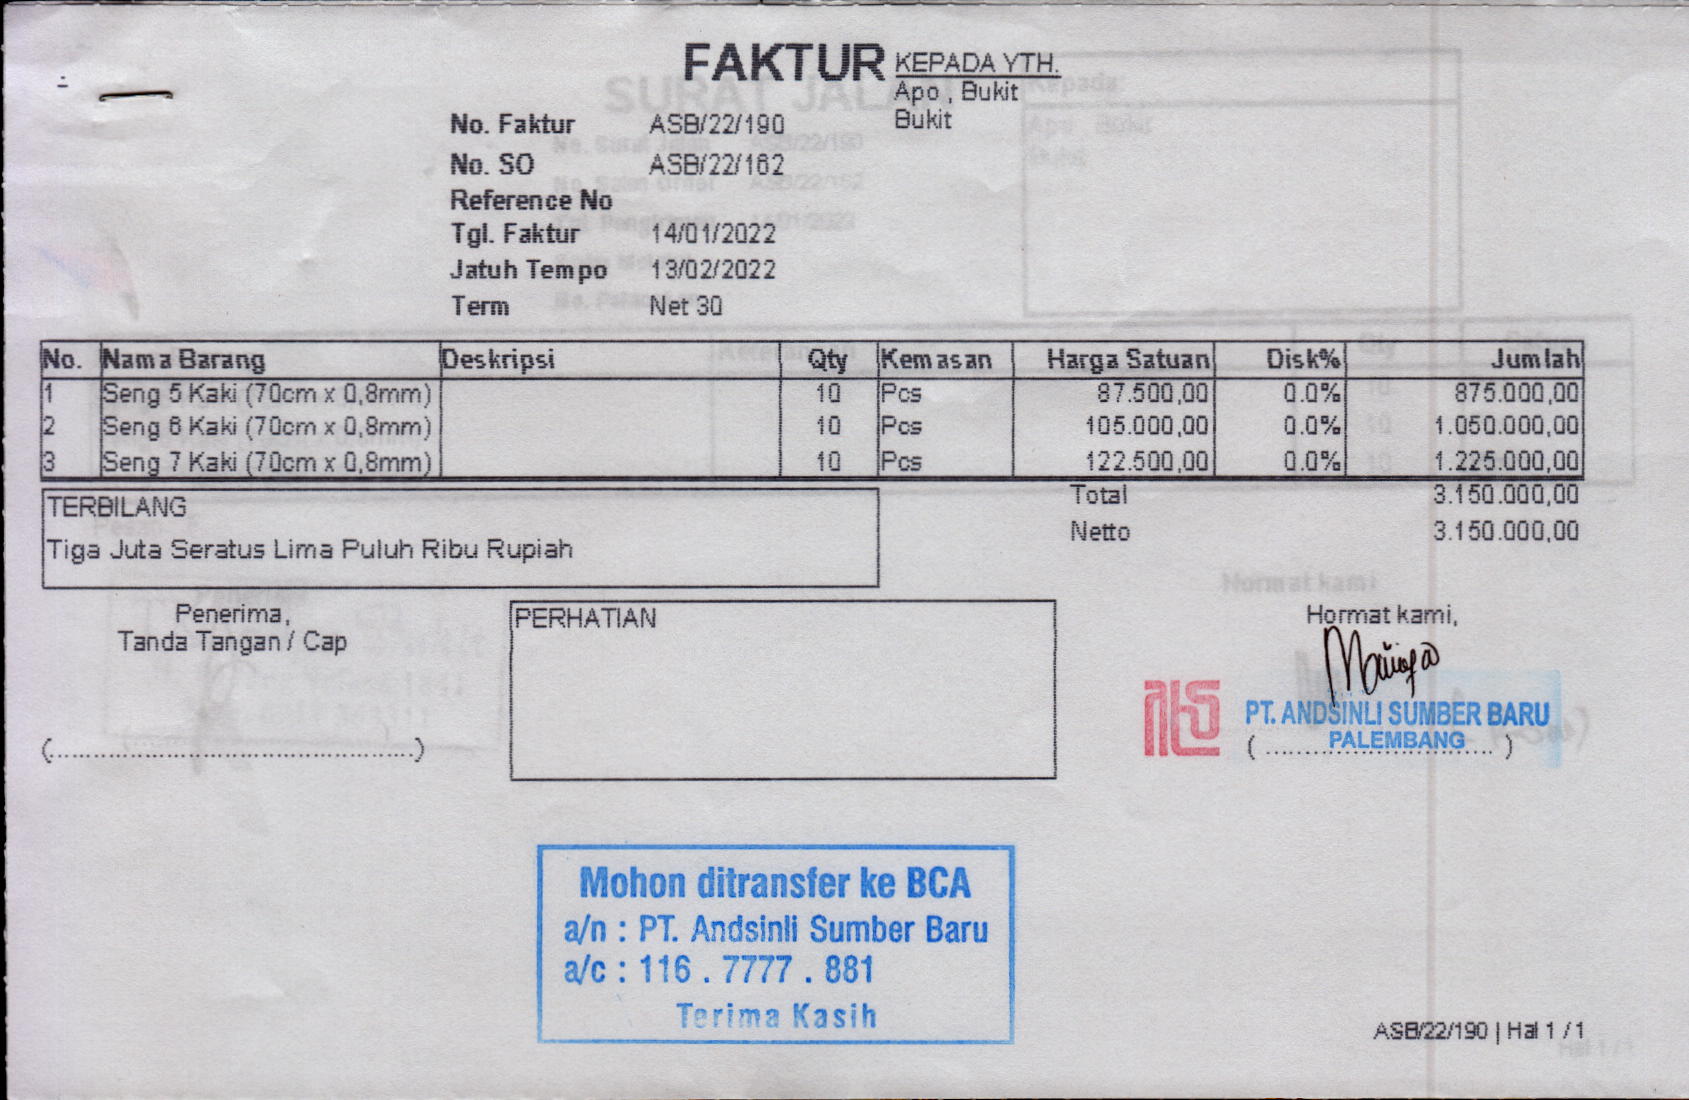 FAKTUR
KEPADA YTH.
Apo , Bukit
Bukit
No. Faktur ASB/22/190
No. SO ASB/22/162
Reference No
Tgl. Faktur 14/01/2022
Jatuh Tempo 13/02/2022
Term Net 30
No. Nama Barang Deskripsi Qty Kemasan Harga Satuan Disk% Jumlah
1 Seng 5 Kaki (70cm x 0,8mm) 10 Pcs 87.500,00 0.0% 875.000,00
2 Seng 6 Kaki (70cm x 0,8mm) 10 Pcs 105.000,00 0.0% 1.050.000,00
3 Seng 7 Kaki (70cm x 0,8mm) 10 Pcs 122.500,00 0.0% 1.225.000,00
Total 3.150.000,00
Netto 3.150.000,00
TERBILANG
Tiga Juta Seratus Lima Puluh Ribu Rupiah
Penerima,
Tanda Tangan / Cap
(..................................................)
PERHATIAN
Hormat kami,
PT. ANDSINLI SUMBER BARU
PALEMBANG
( ................................ )
Mohon ditransfer ke BCA
a/n : PT. Andsinli Sumber Baru
a/c : 116 . 7777 . 881
Terima Kasih
ASB/22/190 | Hal 1 / 1